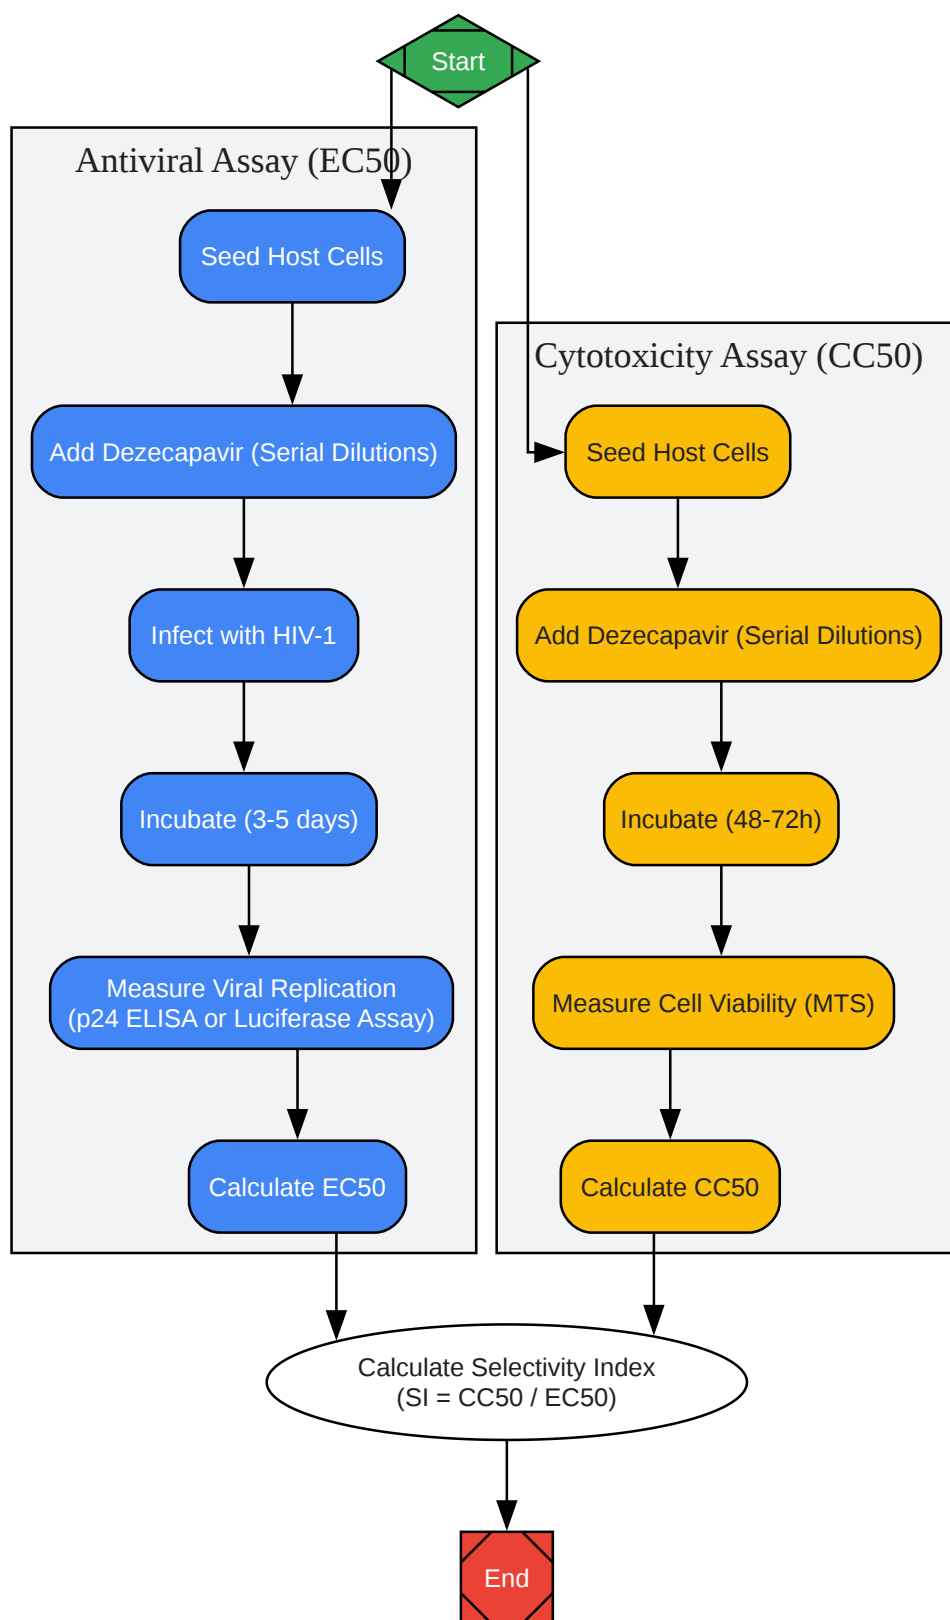 Start
Antiviral Assay (EC50)
Seed Host Cells
Add Dezecapavir (Serial Dilutions)
Infect with HIV-1
Incubate (3-5 days)
Measure Viral Replication
(p24 ELISA or Luciferase Assay)
Calculate EC50
Cytotoxicity Assay (CC50)
Seed Host Cells
Add Dezecapavir (Serial Dilutions)
Incubate (48-72h)
Measure Cell Viability (MTS)
Calculate CC50
Calculate Selectivity Index
(SI = CC50 / EC50)
End